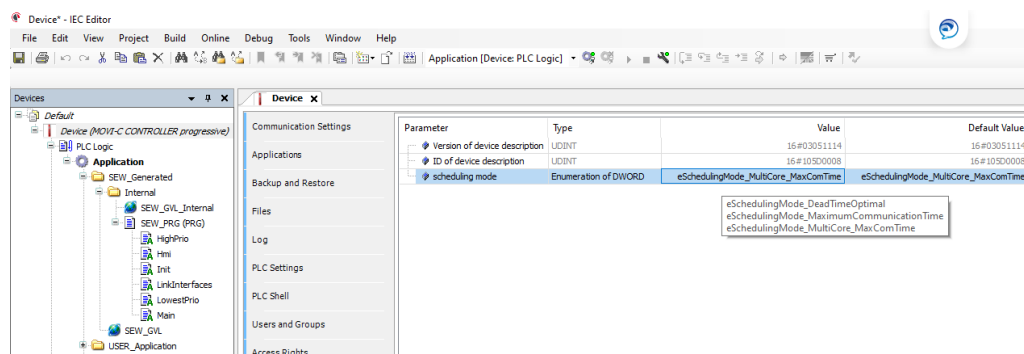 Device* - IEC Editor
File Edit View Project Build Online Debug Tools Window Help
Application [Device: PLC Logic]
Devices
Device
Default
Device (MOVI-C CONTROLLER progressive)
PLC Logic
Application
SEW_Generated
Internal
SEW_GVL_Internal
SEW_PRG (PRG)
HighPrio
Hmi
Init
LinkInterfaces
LowestPrio
Main
SEW_GVL
USER_Application
Communication Settings
Applications
Backup and Restore
Files
Log
PLC Settings
PLC Shell
Users and Groups
Access Rights
Parameter Type Value Default Value
Version of device description UDINT 16#03051114 16#03051114
ID of device description UDINT 16#105D0008 16#105D0008
scheduling mode Enumeration of DWORD eSchedulingMode_MultiCore_MaxComTime eSchedulingMode_MultiCore_MaxComTime
eSchedulingMode_DeadTimeOptimal
eSchedulingMode_MaximumCommunicationTime
eSchedulingMode_MultiCore_MaxComTime